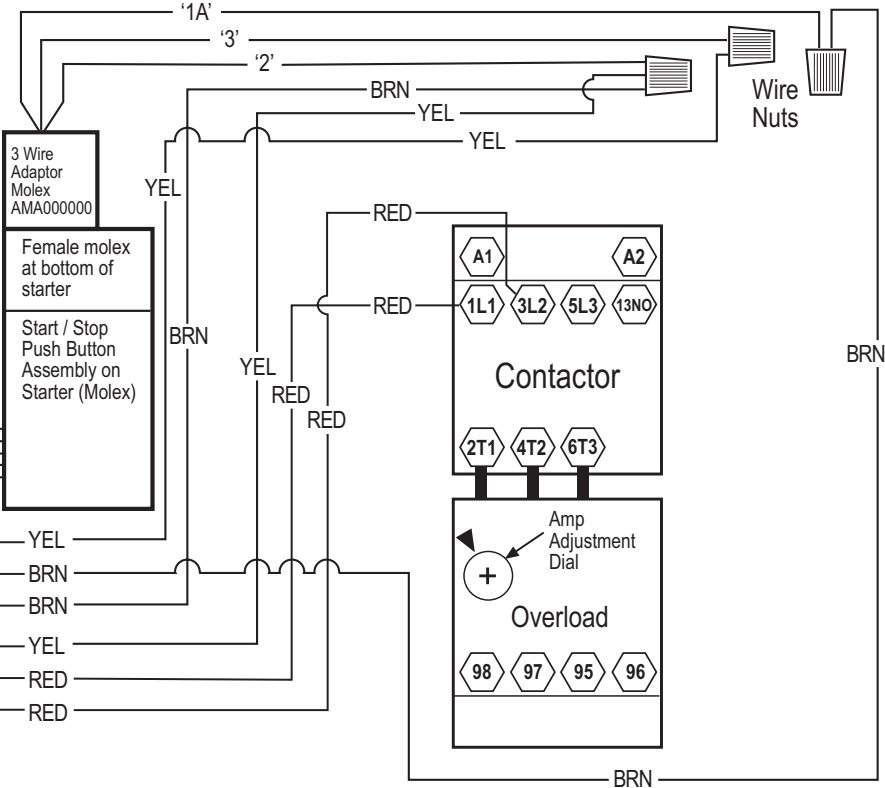 '1A'
'3'
'2'
BRN
YEL
YEL
Wire
Nuts
3 Wire
Adaptor
Molex
AMA000000
YEL
Female molex
at bottom of
starter
Start / Stop
Push Button
Assembly on
Starter (Molex)
BRN
YEL
RED
RED
RED
RED
A1
A2
1L1
3L2
5L3
13NO
Contactor
2T1
4T2
6T3
BRN
Amp
Adjustment
Dial
Overload
98
97
95
96
YEL
BRN
BRN
YEL
RED
RED
BRN